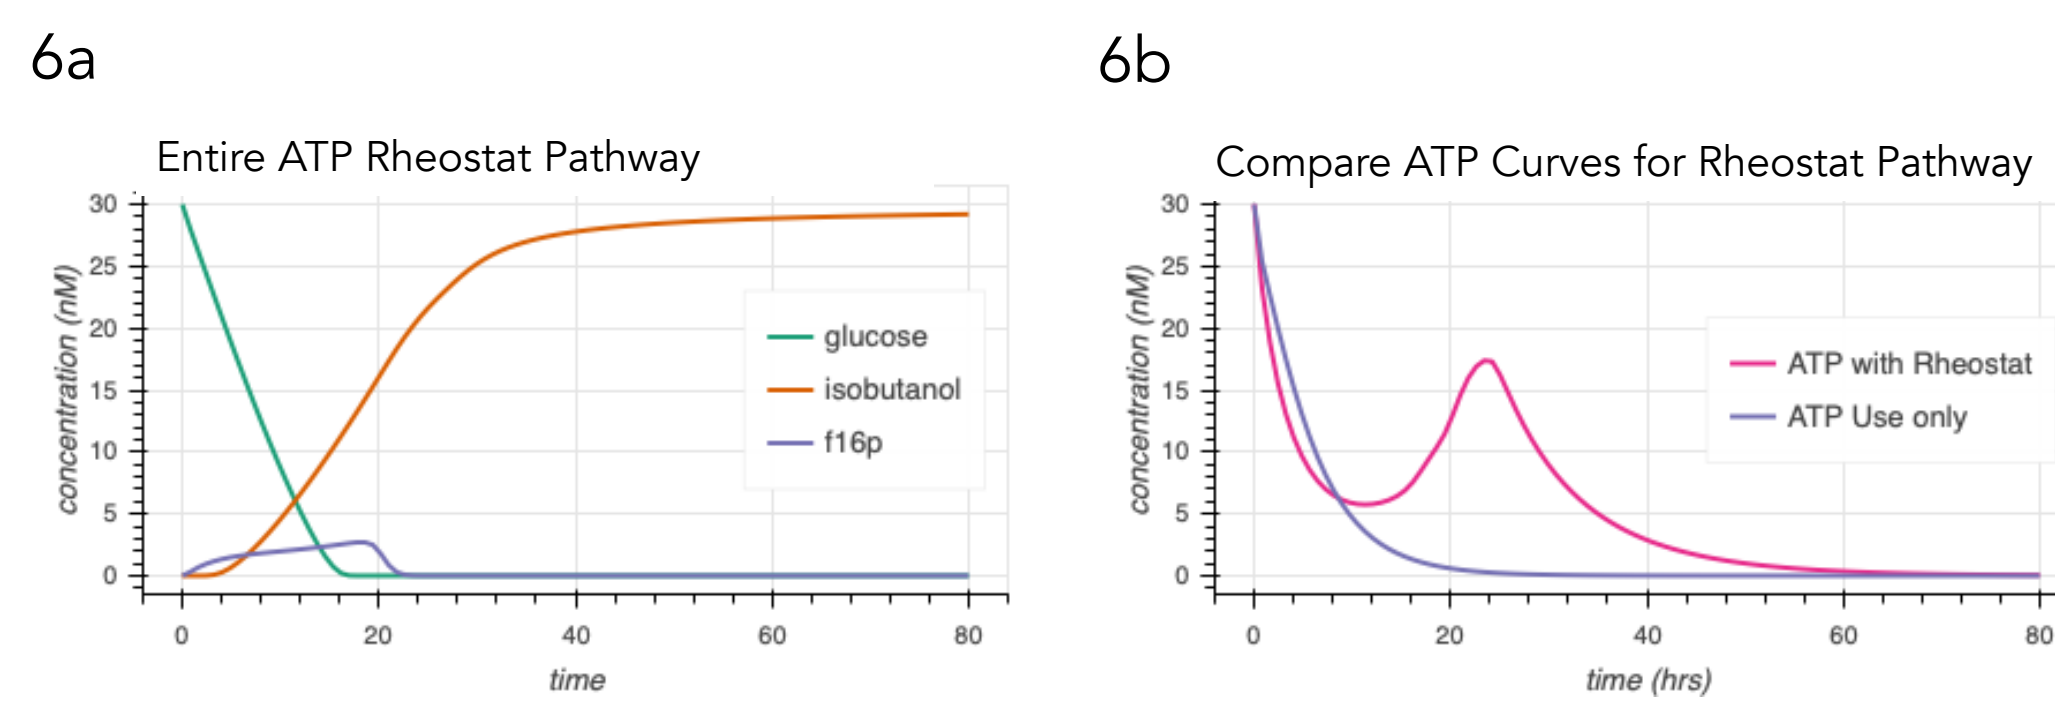 6a
Entire ATP Rheostat Pathway
30
25
20
15
10
5
0
concentration (nM)
glucose
isobutanol
f16p
0 20 40 60 80
time
6b
Compare ATP Curves for Rheostat Pathway
30
25
20
15
10
5
0
concentration (nM)
ATP with Rheostat
ATP Use only
0 20 40 60 80
time (hrs)